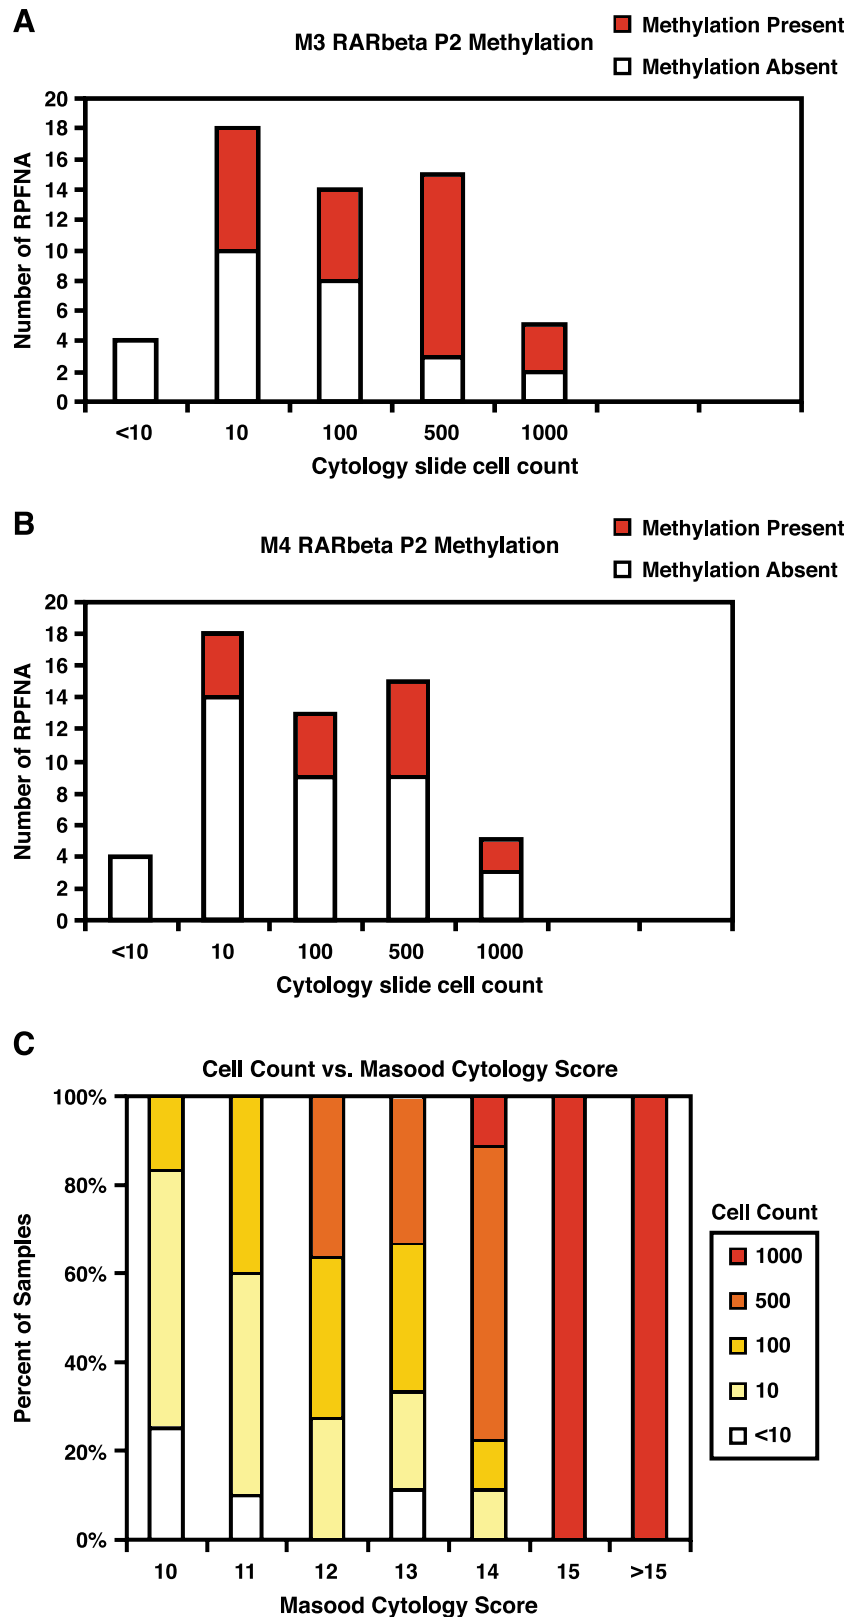 A
M3 RARbeta P2 Methylation
Methylation Present
Methylation Absent
Number of RPFNA
20
18
16
14
12
10
8
6
4
2
0
<10 10 100 500 1000
Cytology slide cell count
B
M4 RARbeta P2 Methylation
Methylation Present
Methylation Absent
Number of RPFNA
20
18
16
14
12
10
8
6
4
2
0
<10 10 100 500 1000
Cytology slide cell count
C
Cell Count vs. Masood Cytology Score
Percent of Samples
100%
80%
60%
40%
20%
0%
10 11 12 13 14 15 >15
Masood Cytology Score
Cell Count
1000
500
100
10
<10